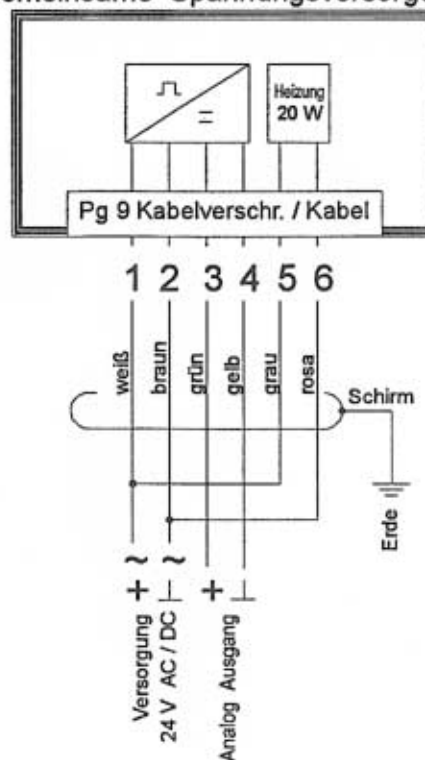 Heizung
20 W
Pg 9 Kabelverschr. / Kabel
1 2 3 4 5 6
weiß
braun
grün
gelb
grau
rosa
Schirm
Erde
~ ~
+ ⊥ + ⊥
Versorgung
24 V AC / DC
Analog Ausgang